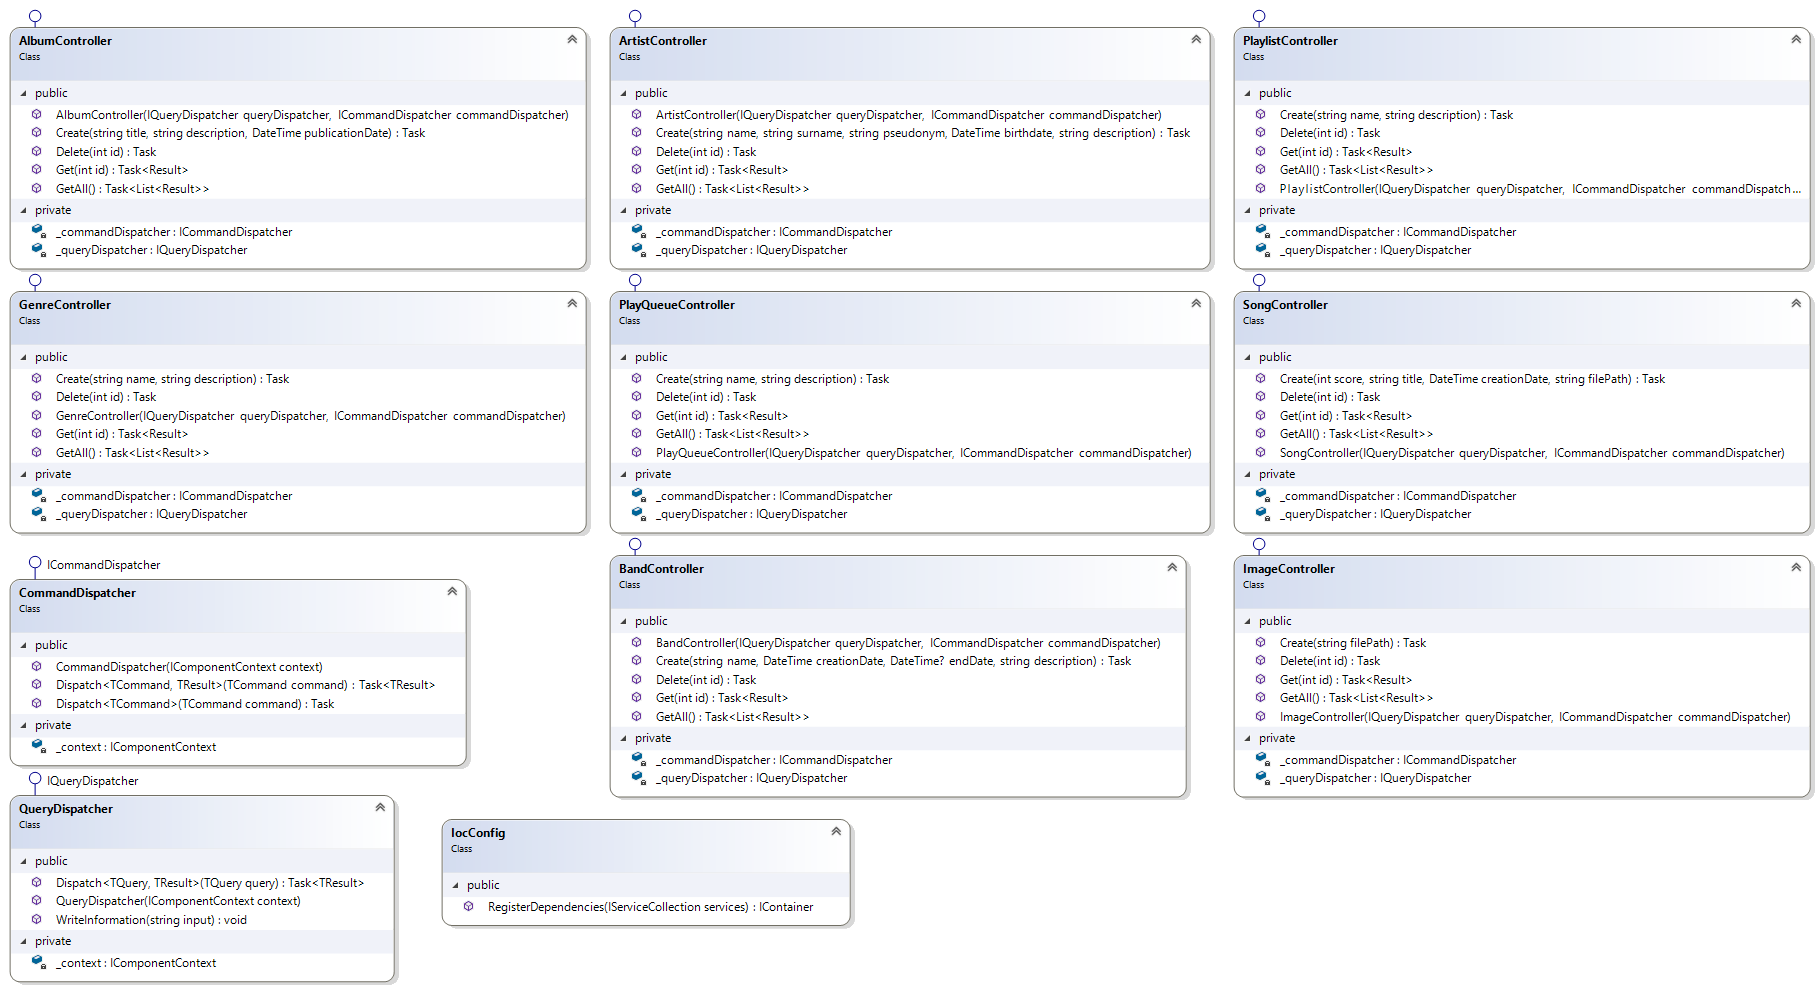 AlbumController
Class
public
AlbumController(IQueryDispatcher queryDispatcher, ICommandDispatcher commandDispatcher)
Create(string title, string description, DateTime publicationDate) : Task
Delete(int id) : Task
Get(int id) : Task<Result>
GetAll() : Task<List<Result>>
private
_commandDispatcher : ICommandDispatcher
_queryDispatcher : IQueryDispatcher
ArtistController
Class
public
ArtistController(IQueryDispatcher queryDispatcher, ICommandDispatcher commandDispatcher)
Create(string name, string surname, string pseudonym, DateTime birthdate, string description) : Task
Delete(int id) : Task
Get(int id) : Task<Result>
GetAll() : Task<List<Result>>
private
_commandDispatcher : ICommandDispatcher
_queryDispatcher : IQueryDispatcher
PlaylistController
Class
public
Create(string name, string description) : Task
Delete(int id) : Task
Get(int id) : Task<Result>
GetAll() : Task<List<Result>>
PlaylistController(IQueryDispatcher queryDispatcher, ICommandDispatcher commandDispatch...
private
_commandDispatcher : ICommandDispatcher
_queryDispatcher : IQueryDispatcher
GenreController
Class
public
Create(string name, string description) : Task
Delete(int id) : Task
GenreController(IQueryDispatcher queryDispatcher, ICommandDispatcher commandDispatcher)
Get(int id) : Task<Result>
GetAll() : Task<List<Result>>
private
_commandDispatcher : ICommandDispatcher
_queryDispatcher : IQueryDispatcher
PlayQueueController
Class
public
Create(string name, string description) : Task
Delete(int id) : Task
Get(int id) : Task<Result>
GetAll() : Task<List<Result>>
PlayQueueController(IQueryDispatcher queryDispatcher, ICommandDispatcher commandDispatcher)
private
_commandDispatcher : ICommandDispatcher
_queryDispatcher : IQueryDispatcher
SongController
Class
public
Create(int score, string title, DateTime creationDate, string filePath) : Task
Delete(int id) : Task
Get(int id) : Task<Result>
GetAll() : Task<List<Result>>
SongController(IQueryDispatcher queryDispatcher, ICommandDispatcher commandDispatcher)
private
_commandDispatcher : ICommandDispatcher
_queryDispatcher : IQueryDispatcher
ICommandDispatcher
CommandDispatcher
Class
public
CommandDispatcher(IComponentContext context)
Dispatch<TCommand, TResult>(TCommand command) : Task<TResult>
Dispatch<TCommand>(TCommand command) : Task
private
_context : IComponentContext
BandController
Class
public
BandController(IQueryDispatcher queryDispatcher, ICommandDispatcher commandDispatcher)
Create(string name, DateTime creationDate, DateTime? endDate, string description) : Task
Delete(int id) : Task
Get(int id) : Task<Result>
GetAll() : Task<List<Result>>
private
_commandDispatcher : ICommandDispatcher
_queryDispatcher : IQueryDispatcher
ImageController
Class
public
Create(string filePath) : Task
Delete(int id) : Task
Get(int id) : Task<Result>
GetAll() : Task<List<Result>>
ImageController(IQueryDispatcher queryDispatcher, ICommandDispatcher commandDispatcher)
private
_commandDispatcher : ICommandDispatcher
_queryDispatcher : IQueryDispatcher
IQueryDispatcher
QueryDispatcher
Class
public
Dispatch<TQuery, TResult>(TQuery query) : Task<TResult>
QueryDispatcher(IComponentContext context)
WriteInformation(string input) : void
private
_context : IComponentContext
IocConfig
Class
public
RegisterDependencies(IServiceCollection services) : IContainer